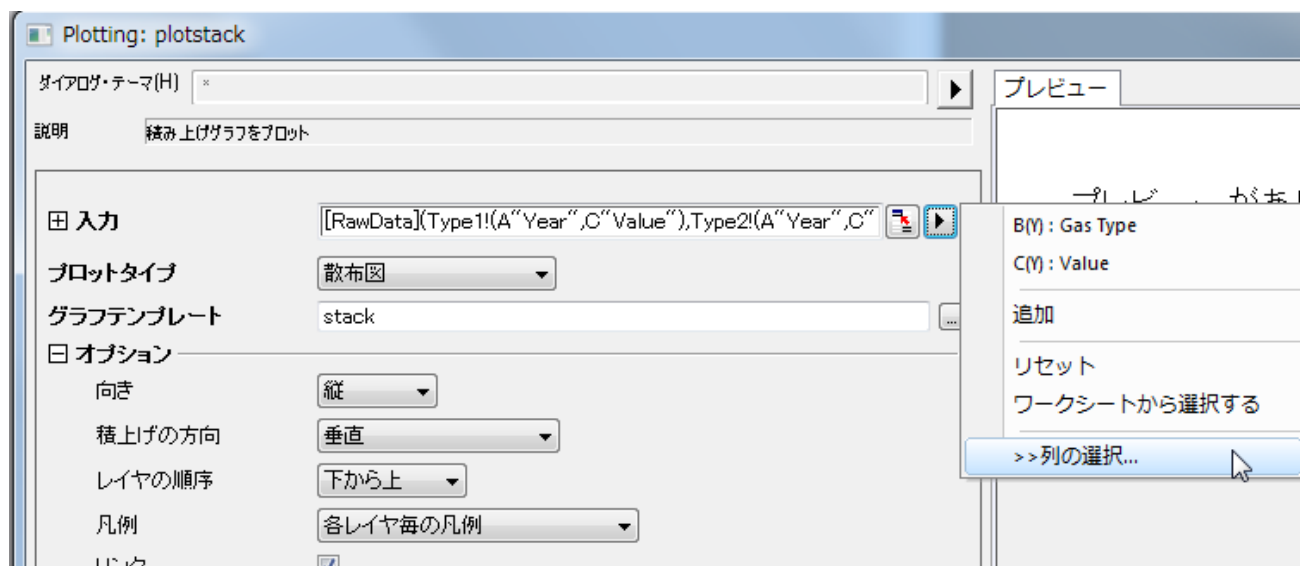 Plotting: plotstack
ダイアログ・テーマ(H) *
説明 積み上げグラフをプロット
プレビュー
入力 [RawData](Type1!(A"Year",C"Value"),Type2!(A"Year",C"
プロットタイプ 散布図
グラフテンプレート stack ...
オプション
向き 縦
積上げの方向 垂直
レイヤの順序 下から上
凡例 各レイヤ毎の凡例
リンク
B(Y) : Gas Type
C(Y) : Value
追加
リセット
ワークシートから選択する
>>列の選択...